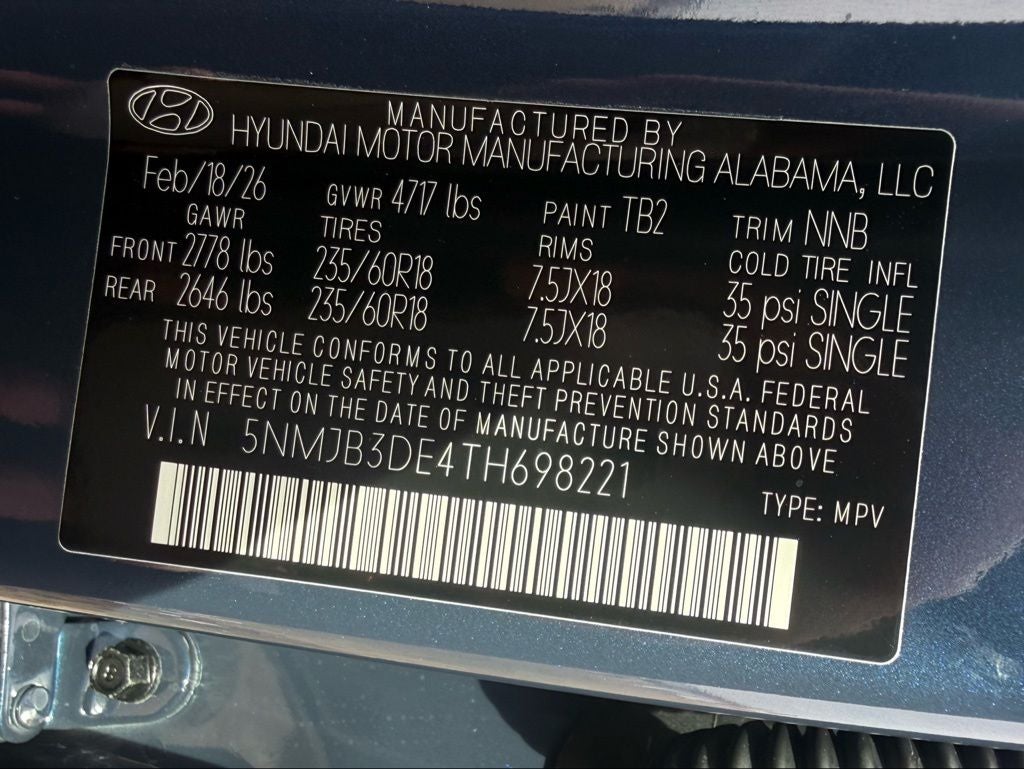 MANUFACTURED BY
HYUNDAI MOTOR MANUFACTURING ALABAMA, LLC
Feb/18/26 GVWR 4717 lbs PAINT TB2 TRIM NNB
GAWR TIRES RIMS COLD TIRE INFL
FRONT 2778 lbs 235/60R18 7.5JX18 35 psi SINGLE
REAR 2646 lbs 235/60R18 7.5JX18 35 psi SINGLE
THIS VEHICLE CONFORMS TO ALL APPLICABLE U.S.A. FEDERAL
MOTOR VEHICLE SAFETY AND THEFT PREVENTION STANDARDS
IN EFFECT ON THE DATE OF MANUFACTURE SHOWN ABOVE
V.I.N 5NMJB3DE4TH698221
TYPE: MPV